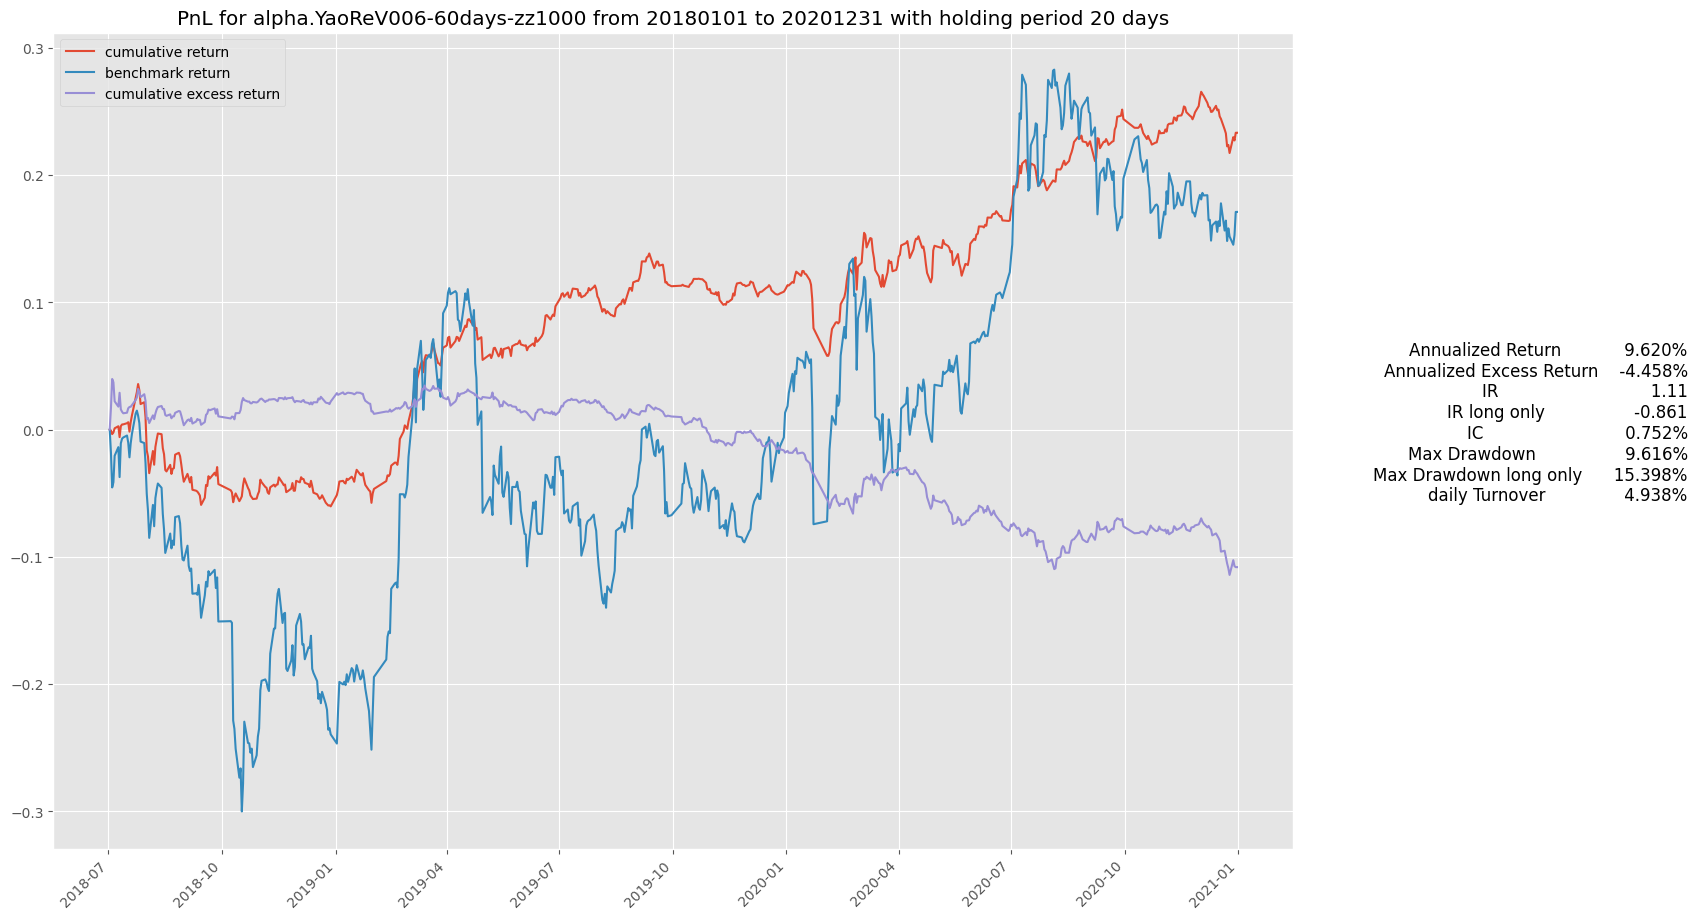 PnL for alpha.YaoReV006-60days-zz1000 from 20180101 to 20201231 with holding period 20 days
cumulative return
benchmark return
cumulative excess return
0.3
0.2
0.1
0.0
−0.1
−0.2
−0.3
2018-07
2018-10
2019-01
2019-04
2019-07
2019-10
2020-01
2020-04
2020-07
2020-10
2021-01
Annualized Return 9.620%
Annualized Excess Return -4.458%
IR 1.11
IR long only -0.861
IC 0.752%
Max Drawdown 9.616%
Max Drawdown long only 15.398%
daily Turnover 4.938%